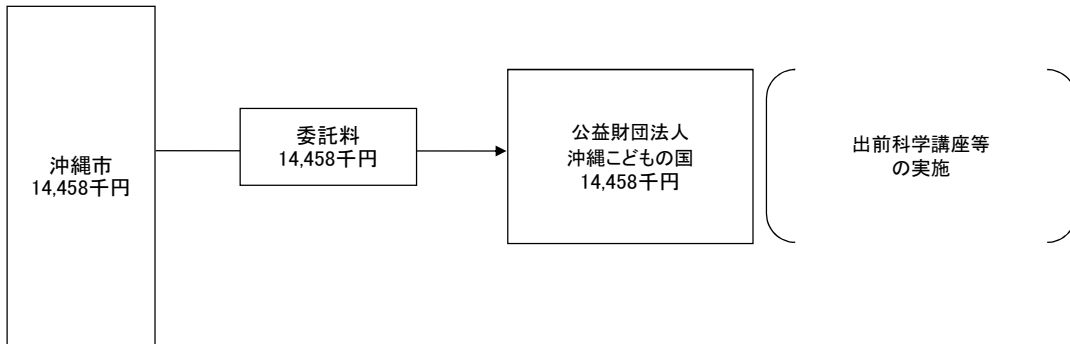 沖縄市
14,458千円
委託料
14,458千円
公益財団法人
沖縄こどもの国
14,458千円
出前科学講座等
の実施